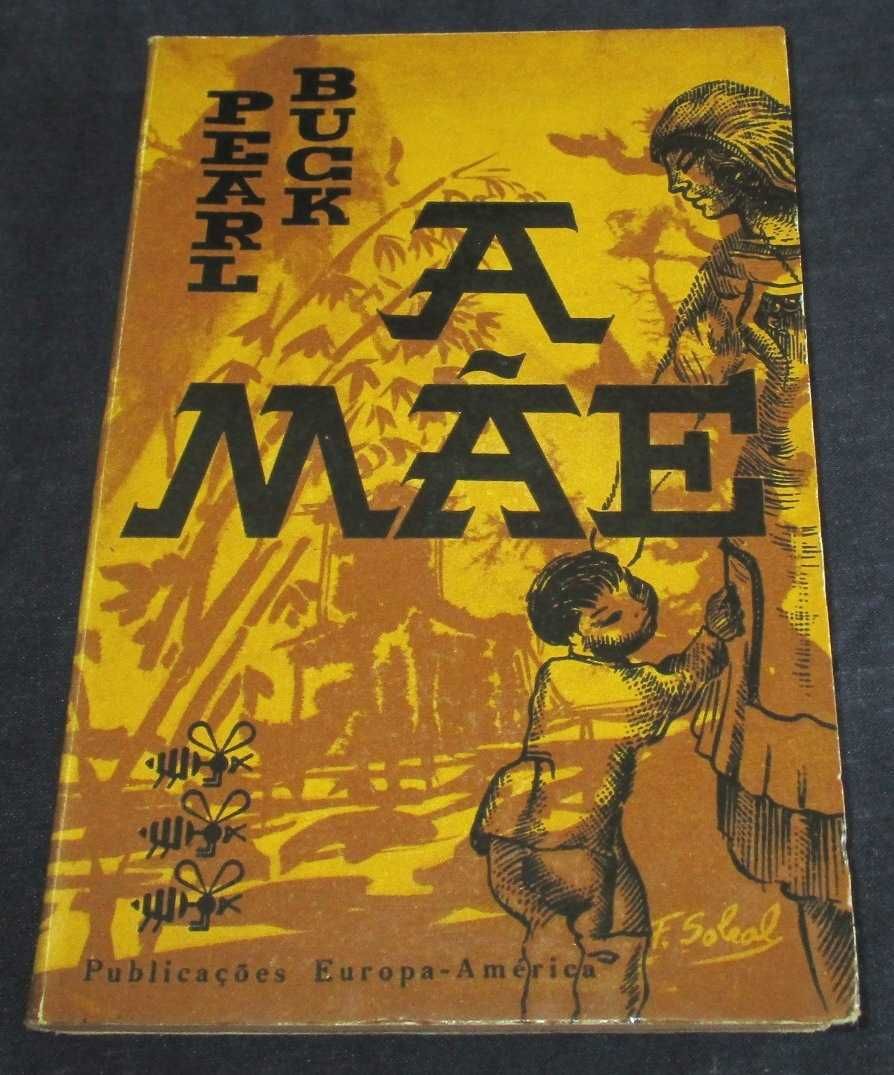 PEARL
BUCK
A
MÃE
F. Soleal
Publicações Europa-América